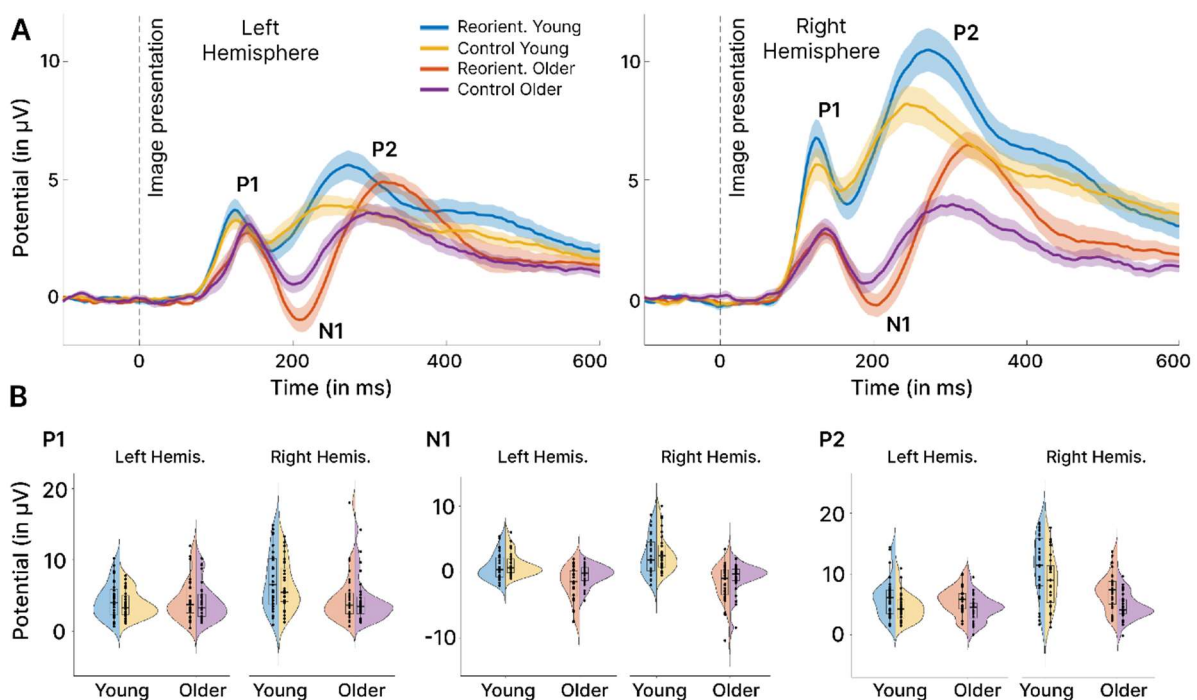 A
Left
Hemisphere
Reorient. Young
Control Young
Reorient. Older
Control Older
Image presentation
P1
P2
N1
Potential (in μV)
10
5
0
0
200
400
600
Time (in ms)
Right
Hemisphere
Image presentation
P1
P2
N1
10
5
0
0
200
400
600
Time (in ms)
B
P1
Left Hemis.
Right Hemis.
Potential (in μV)
20
10
0
Young
Older
Young
Older
N1
Left Hemis.
Right Hemis.
10
0
-10
Young
Older
Young
Older
P2
Left Hemis.
Right Hemis.
20
10
0
Young
Older
Young
Older